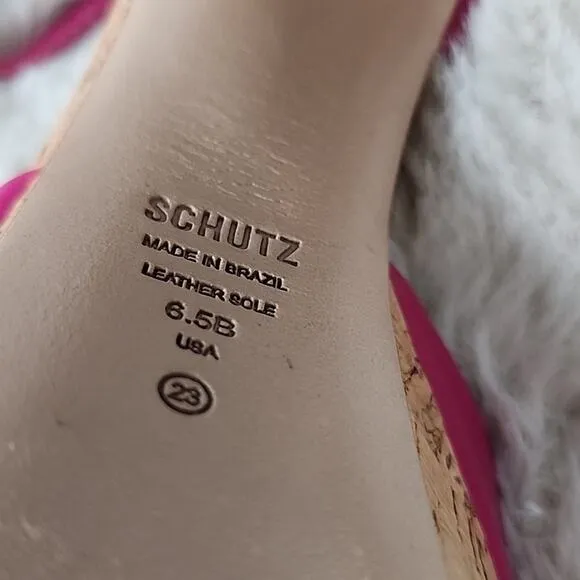 SCHUTZ
MADE IN BRAZIL
LEATHER SOLE
6.5B
USA
23